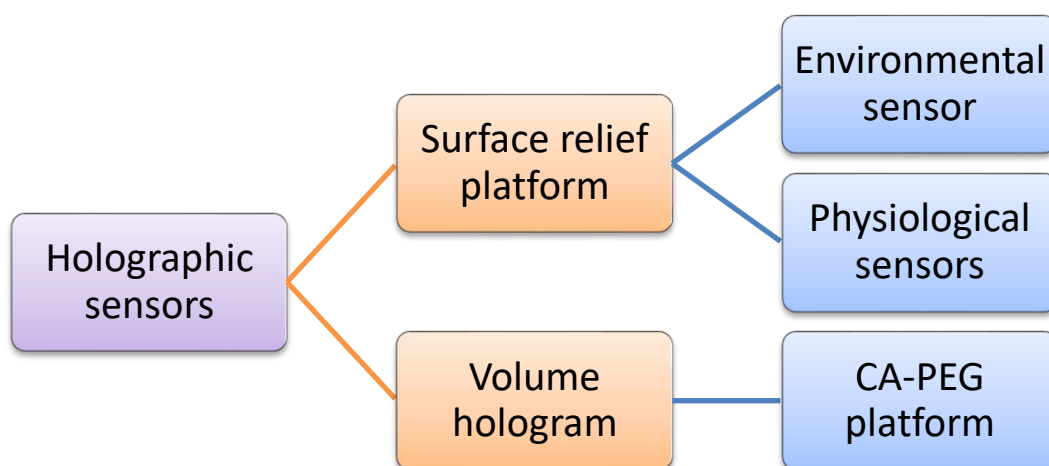 Holographic
sensors
Surface relief
platform
Environmental
sensor
Physiological
sensors
Volume
hologram
CA-PEG
platform